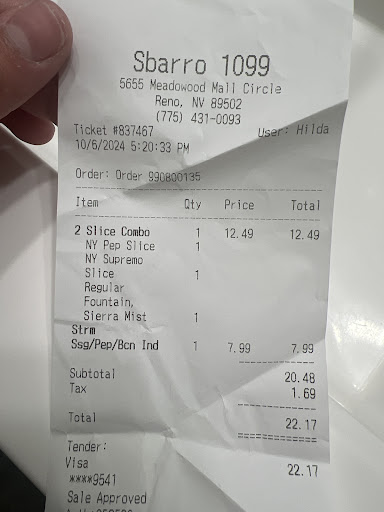 Sbarro 1099
5655 Meadowood Mall Circle
Reno, NV 89502
(775) 431-0093
Ticket #837467 User: Hilda
10/6/2024 5:20:33 PM
Order: Order 990800135
Item Qty Price Total
2 Slice Combo 1 12.49 12.49
NY Pep Slice 1
NY Supremo
Slice 1
Regular
Fountain,
Sierra Mist 1
Strm
Ssg/Pep/Bcn Ind 1 7.99 7.99
Subtotal 20.48
Tax 1.69
Total 22.17
Tender:
Visa 22.17
****9541
Sale Approved